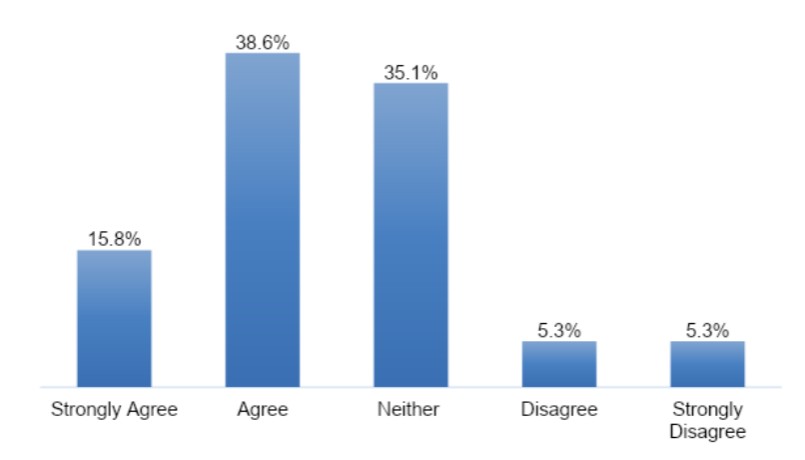 38.6%
35.1%
15.8%
5.3%
5.3%
Strongly Agree
Agree
Neither
Disagree
Strongly
Disagree